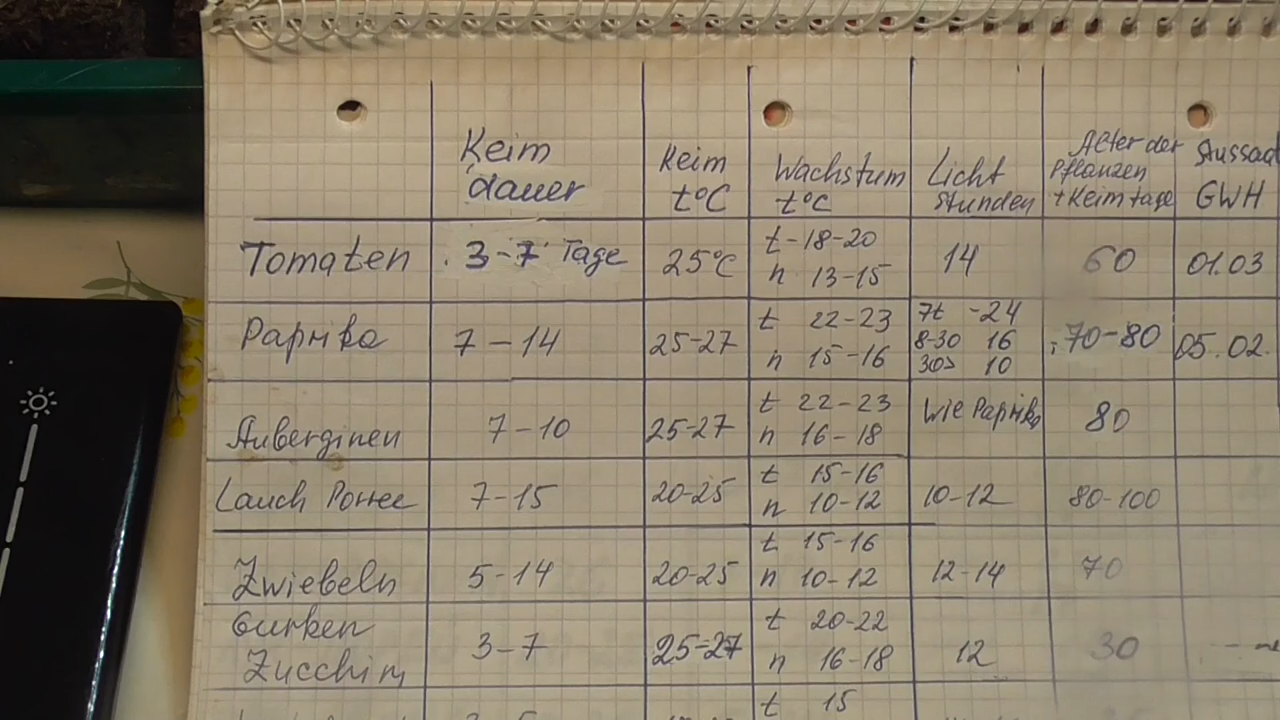 Keim dauer Keim t°C Wachstum t°C Licht Stunden Alter der Pflanzen + Keimtage Aussaat GWH
Tomaten 3-7 Tage 25°C t-18-20 n 13-15 14 60 01.03
Paprika 7-14 25-27 t 22-23 n 15-16 7t -24 8-30 16 30> 10 70-80 05.02.
Auberginen 7-10 25-27 t 22-23 n 16-18 Wie Paprika 80
Lauch Porree 7-15 20-25 t 15-16 n 10-12 10-12 80-100
Zwiebeln 5-14 20-25 t 15-16 n 10-12 12-14 70
Gurken Zucchini 3-7 25-27 t 20-22 n 16-18 12 30
t 15